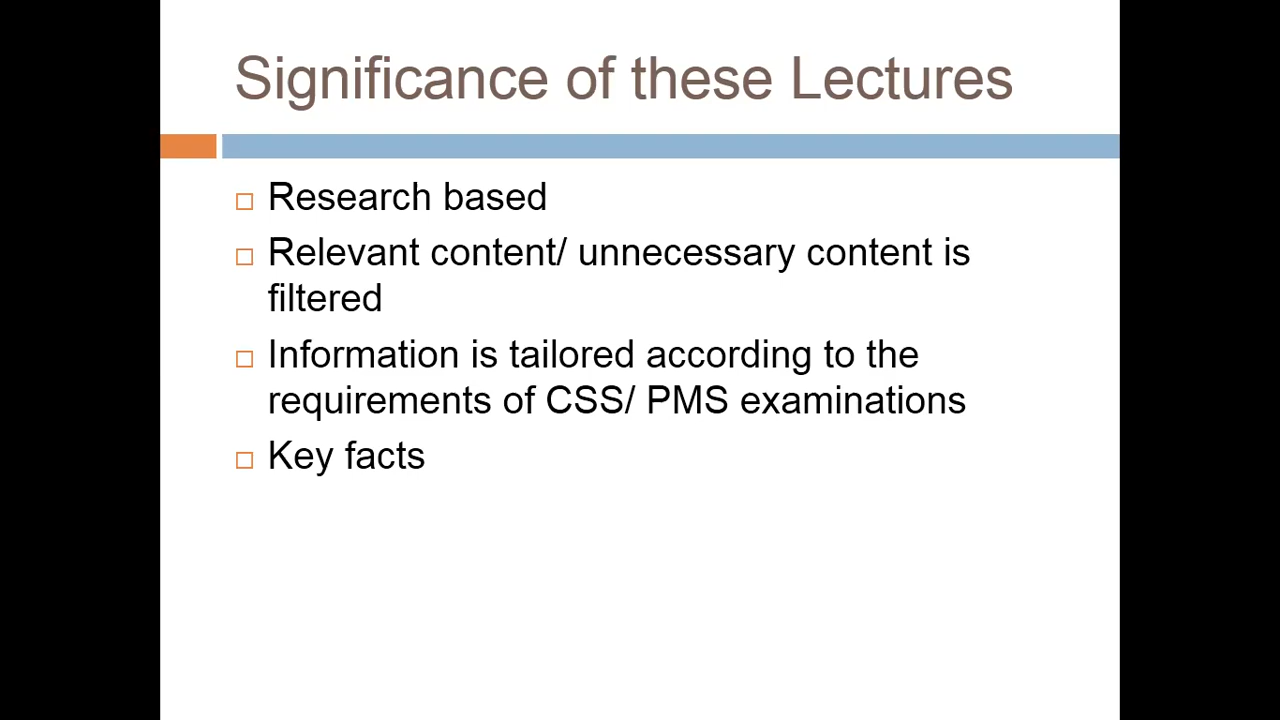 Significance of these Lectures
Research based
Relevant content/ unnecessary content is
filtered
Information is tailored according to the
requirements of CSS/ PMS examinations
Key facts